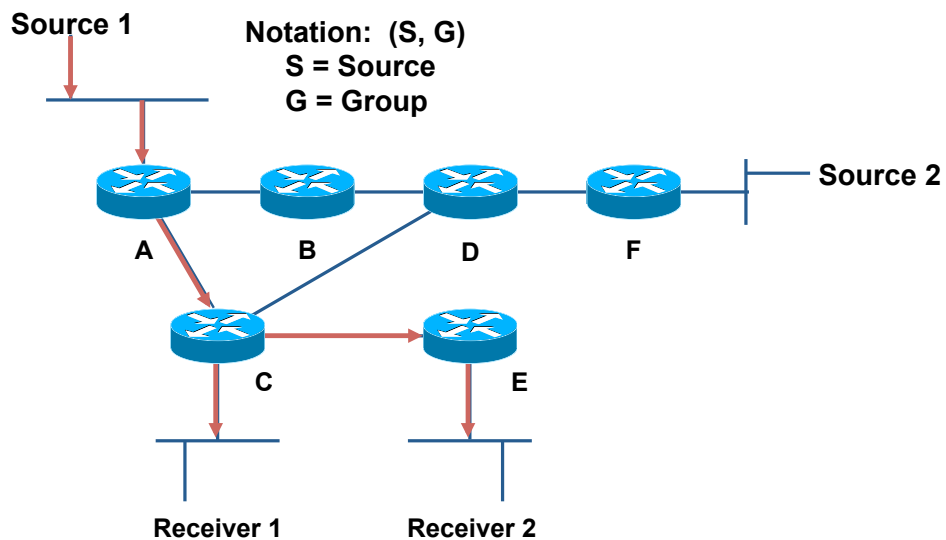 Source 1
Notation: (S, G)
S = Source
G = Group
Source 2
A
B
D
F
C
E
Receiver 1
Receiver 2